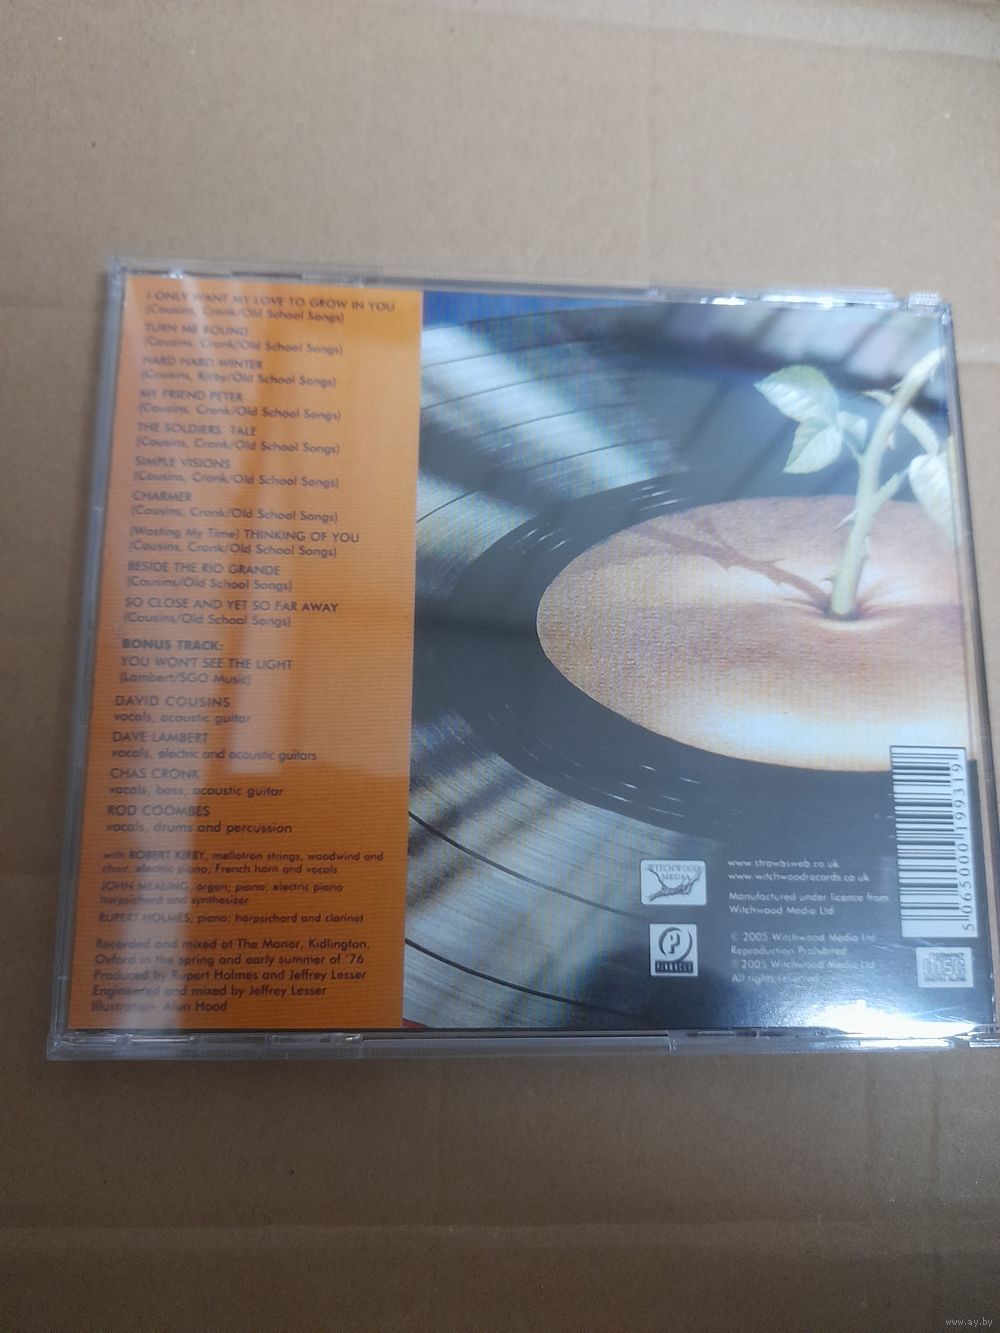 I ONLY WANT MY LOVE TO GROW IN YOU
(Cousins, Cronk/Old School Songs)
TURN ME ROUND
(Cousins, Cronk/Old School Songs)
HARD HARD WINTER
(Cousins, Kirby/Old School Songs)
MY FRIEND PETER
(Cousins, Cronk/Old School Songs)
THE SOLDIERS' TALE
(Cousins, Cronk/Old School Songs)
SIMPLE VISIONS
(Cousins, Cronk/Old School Songs)
CHARMER
(Cousins, Cronk/Old School Songs)
(Wasting My Time) THINKING OF YOU
(Cousins, Cronk/Old School Songs)
BESIDE THE RIO GRANDE
(Cousins/Old School Songs)
SO CLOSE AND YET SO FAR AWAY
(Cousins/Old School Songs)
BONUS TRACK:
YOU WON'T SEE THE LIGHT
(Lambert/SGO Music)
DAVID COUSINS
vocals, acoustic guitar
DAVE LAMBERT
vocals, electric and acoustic guitars
CHAS CRONK
vocals, bass, acoustic guitar
ROD COOMBES
vocals, drums and percussion
with ROBERT KIRBY, mellotron strings, woodwind and
choir, electric piano, French horn and vocals
JOHN MEALING, organ, piano, electric piano
harpsichord and synthesizer
RUPERT HOLMES, piano, harpsichord and clarinet
Recorded and mixed at The Manor, Kidlington,
Oxford in the spring and early summer of '76
Produced by Rupert Holmes and Jeffrey Lesser
Engineered and mixed by Jeffrey Lesser
Illustration: Alun Hood
WITCHWOOD
MEDIA
PINNACLE
www.strawbsweb.co.uk
www.witchwoodrecords.co.uk
Manufactured under licence from
Witchwood Media Ltd
© 2005 Witchwood Media Ltd
Reproduction Prohibited
℗ 2005 Witchwood Media Ltd
All rights
5 065000 199319
COMPACT
disc
DIGITAL AUDIO
www.ay.by